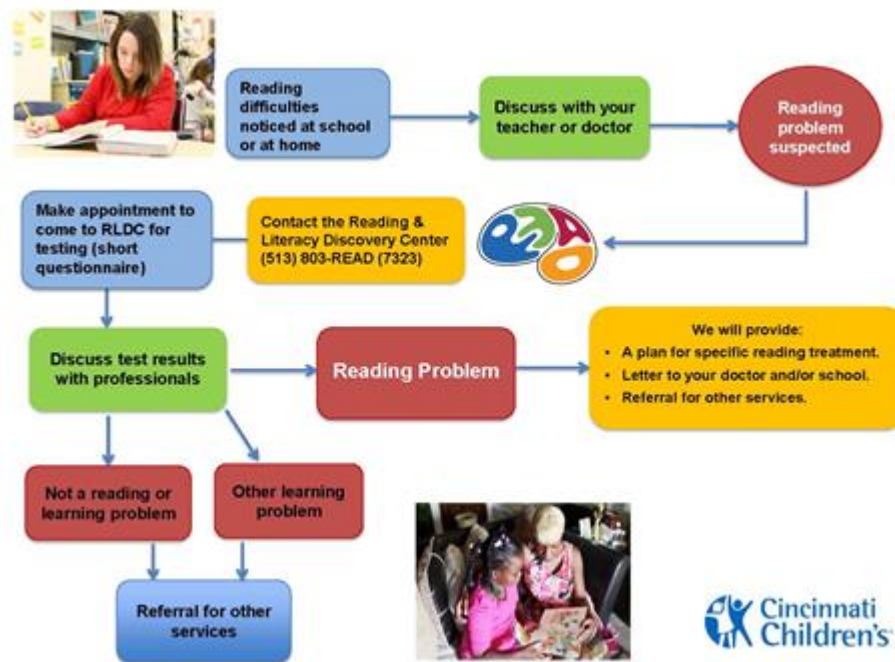 Reading
difficulties
noticed at school
or at home
Discuss with your
teacher or doctor
Reading
problem
suspected
Make appointment to
come to RLDC for
testing (short
questionnaire)
Contact the Reading &
Literacy Discovery Center
(513) 803-READ (7323)
READ
Discuss test results
with professionals
Reading Problem
We will provide:
• A plan for specific reading treatment.
• Letter to your doctor and/or school.
• Referral for other services.
Not a reading or
learning problem
Other learning
problem
Referral for other
services
Cincinnati
Children's